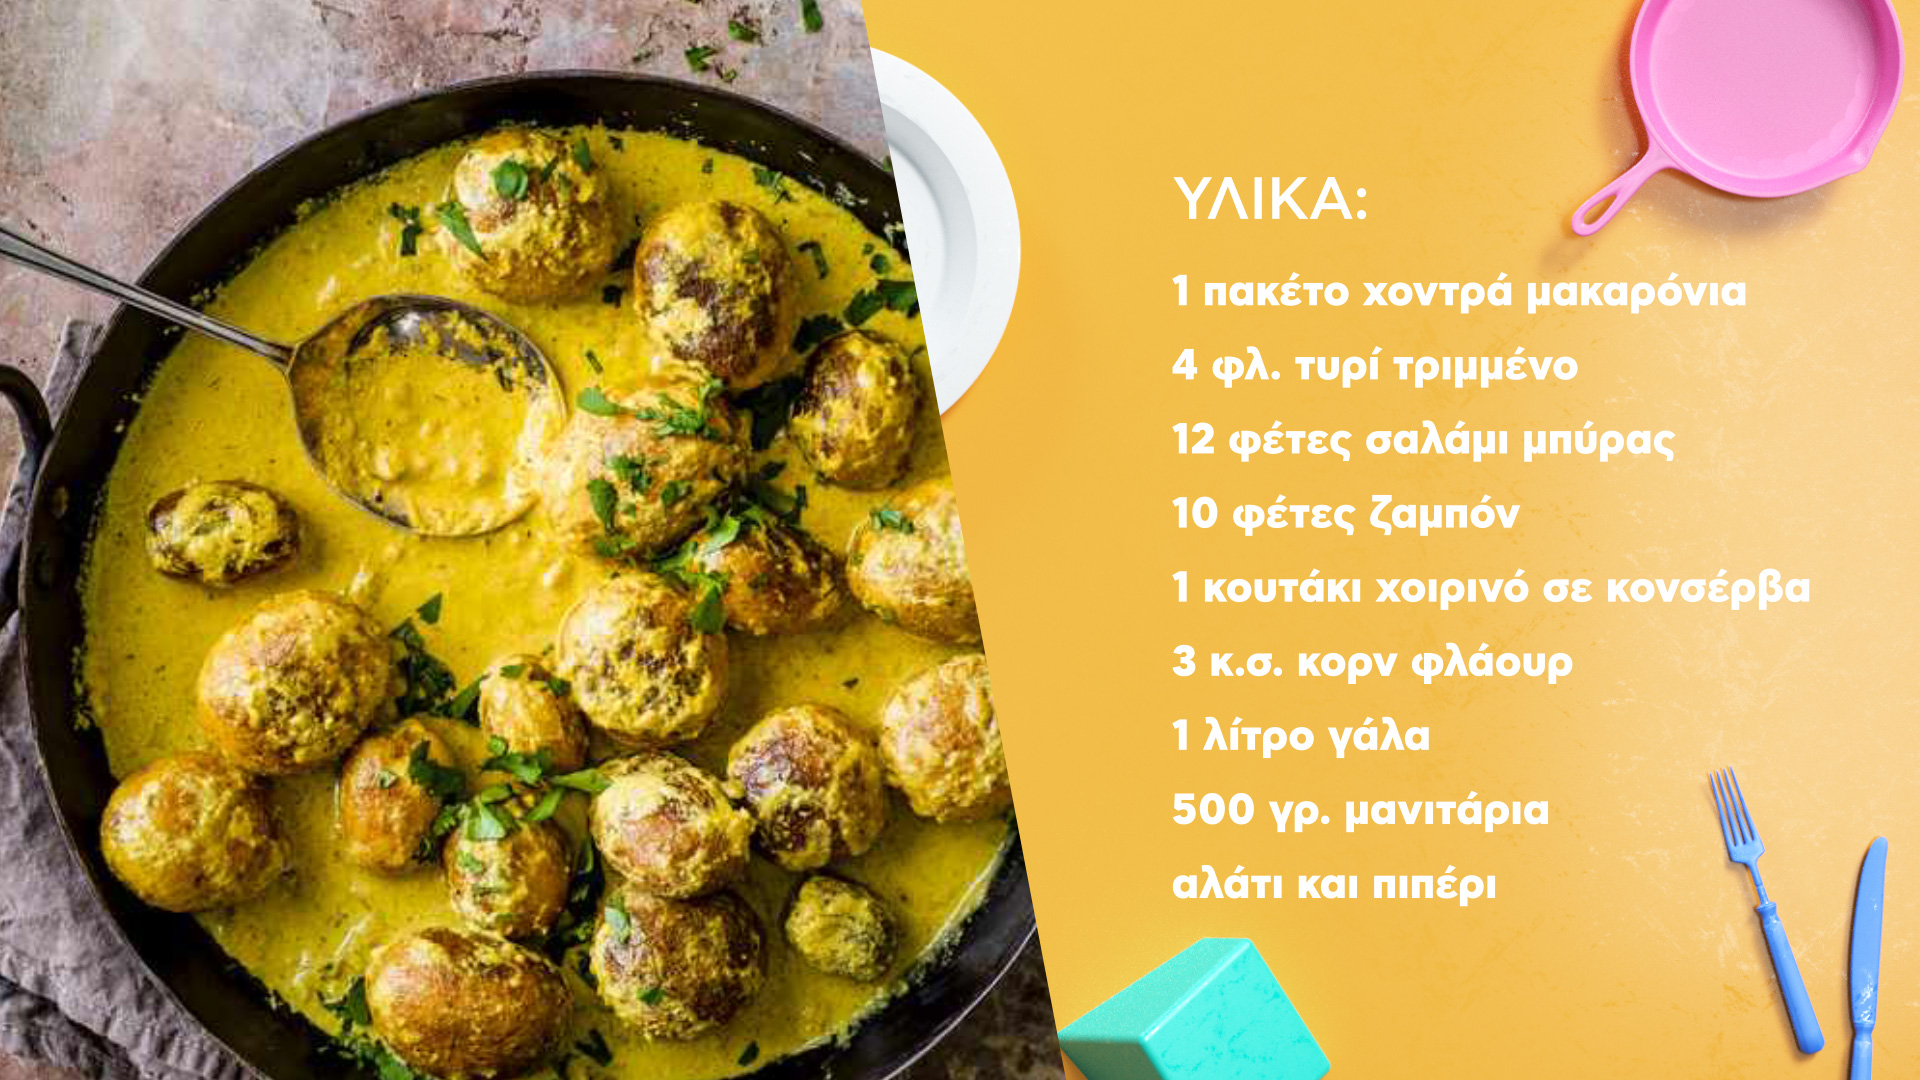 ΥΛΙΚΑ:
1 πακέτο χοντρά μακαρόνια
4 φλ. τυρί τριμμένο
12 φέτες σαλάμι μπύρας
10 φέτες ζαμπόν
1 κουτάκι χοιρινό σε κονσέρβα
3 κ.σ. κορν φλάουρ
1 λίτρο γάλα
500 γρ. μανιτάρια
αλάτι και πιπέρι